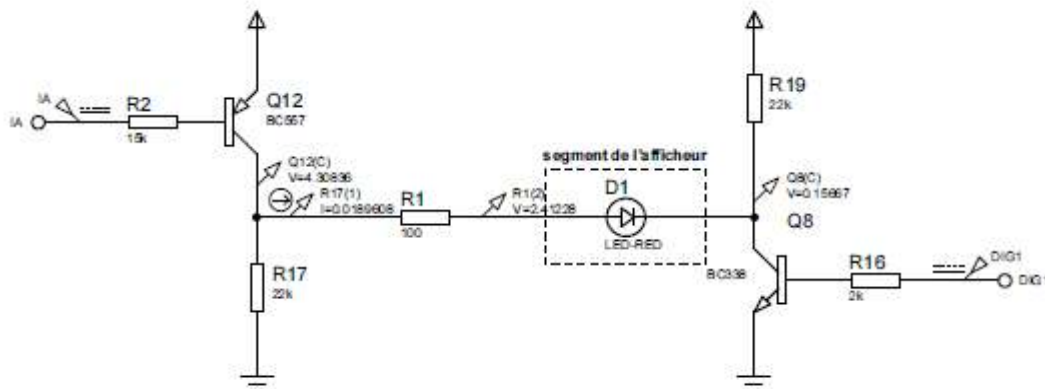 IA
IA
R2
15k
Q12
BC557
Q12(C)
V=4.30836
R17(1)
I=0.0189608
R1
100
R1(2)
V=2.41228
segment de l'afficheur
D1
LED-RED
R19
22k
Q8(C)
V=0.15667
Q8
BC338
R16
2k
DIG1
DIG1
R17
22k